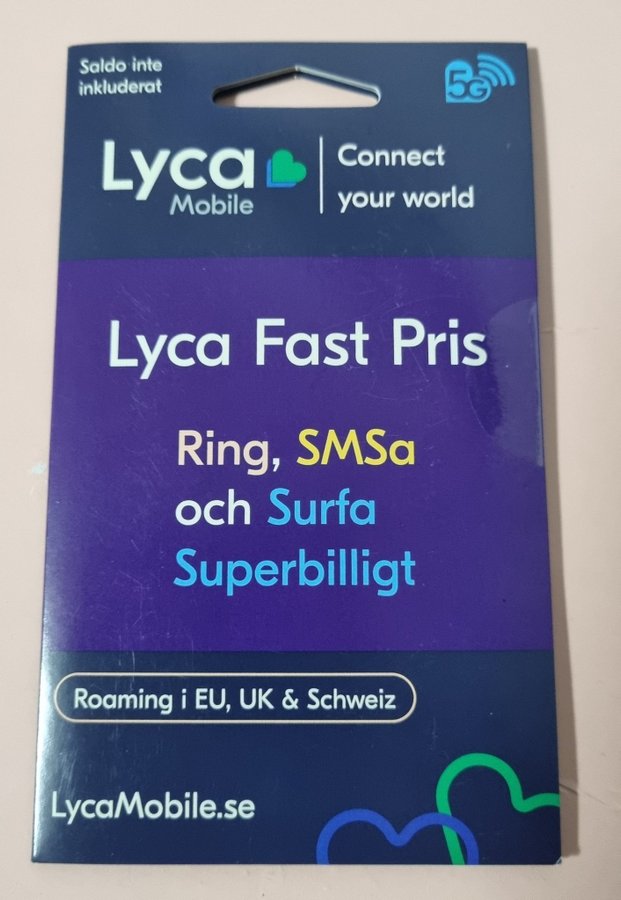 Saldo inte
inkluderat
5G
Lyca
Mobile
Connect
your world
Lyca Fast Pris
Ring, SMSa
och Surfa
Superbilligt
Roaming i EU, UK & Schweiz
LycaMobile.se